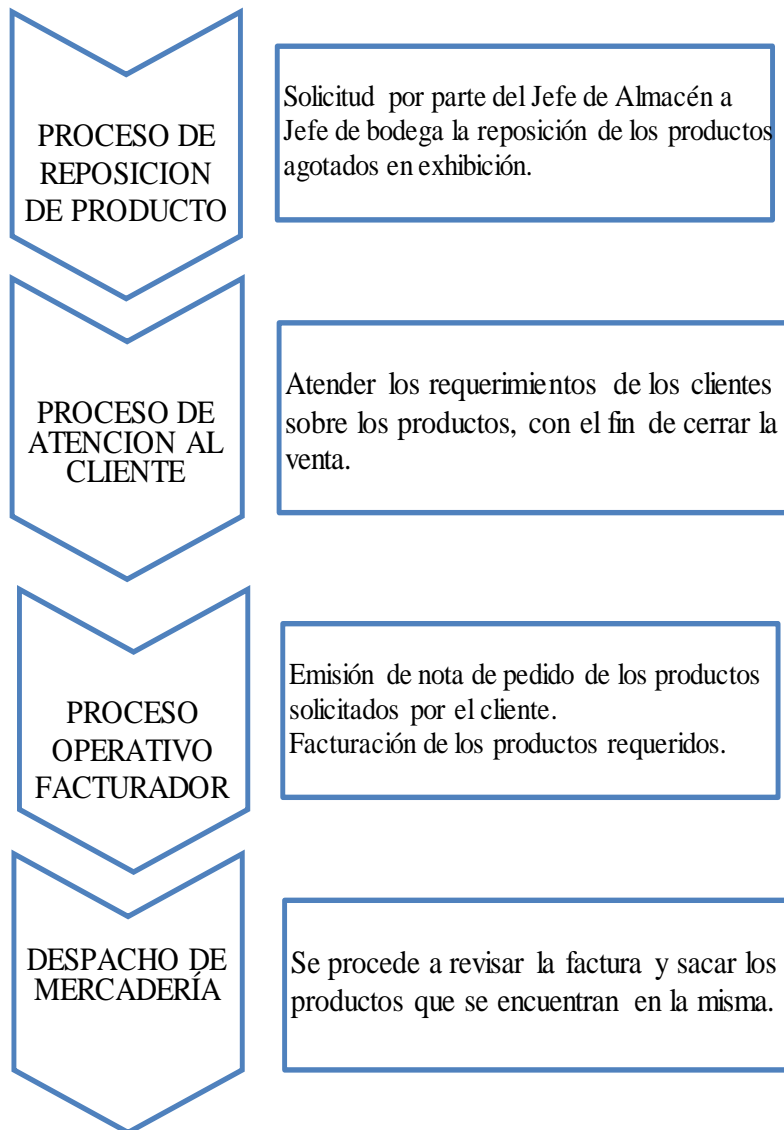 PROCESO DE
REPOSICION
DE PRODUCTO
Solicitud por parte del Jefe de Almacén a
Jefe de bodega la reposición de los productos
agotados en exhibición.
PROCESO DE
ATENCION AL
CLIENTE
Atender los requerimientos de los clientes
sobre los productos, con el fin de cerrar la
venta.
PROCESO
OPERATIVO
FACTURADOR
Emisión de nota de pedido de los productos
solicitados por el cliente.
Facturación de los productos requeridos.
DESPACHO DE
MERCADERÍA
Se procede a revisar la factura y sacar los
productos que se encuentran en la misma.